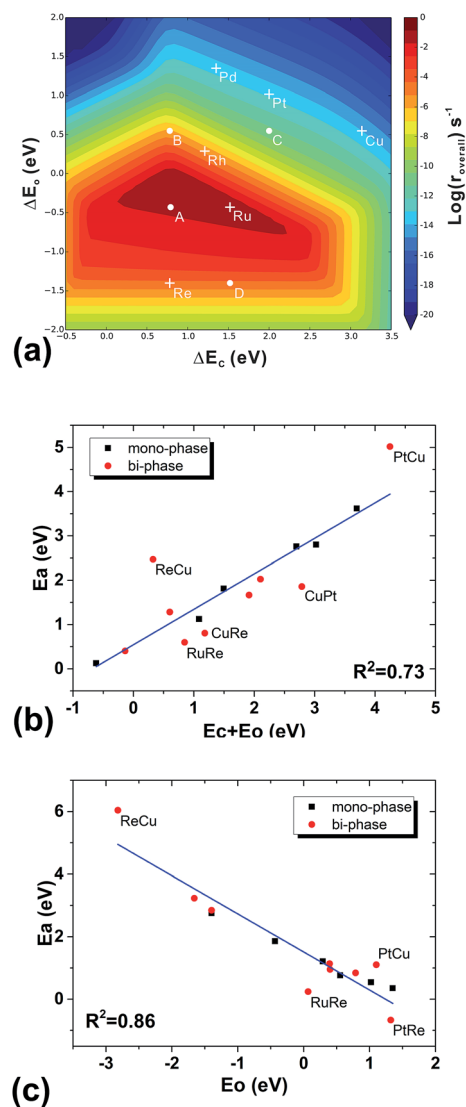 2.0
1.5
1.0
0.5
0.0
-0.5
-1.0
-1.5
-2.0
ΔEₒ (eV)
Pd
Pt
B
C
Cu
Rh
A
Ru
Re
D
-0.5 0.0 0.5 1.0 1.5 2.0 2.5 3.0 3.5
ΔE꜀ (eV)
0
-2
-4
-6
-8
-10
-12
-14
-16
-18
-20
Log(r_overall) s⁻¹
(a)
5
4
3
2
1
0
Ea (eV)
mono-phase
bi-phase
PtCu
ReCu
CuPt
CuRe
RuRe
R²=0.73
-1 0 1 2 3 4 5
Ec+Eo (eV)
(b)
6
4
2
0
Ea (eV)
mono-phase
bi-phase
ReCu
PtCu
RuRe
PtRe
R²=0.86
-3 -2 -1 0 1 2
Eo (eV)
(c)